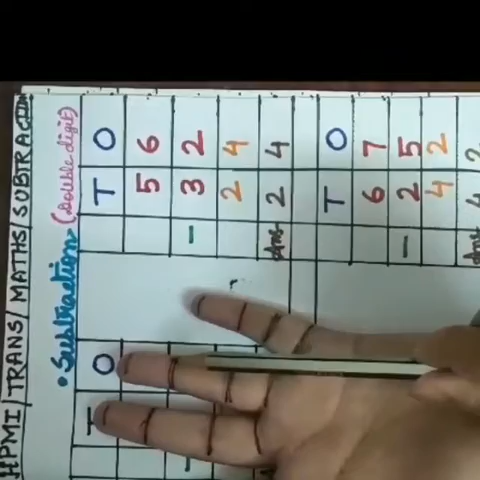 HPMI/TRANS/MATHS
• Subtraction (Double digit)
T O
T O
5 6
–
– 3 2
2 4
Ans 2 4
T O
6 7
– 2 5
4 2
Ans 4 2